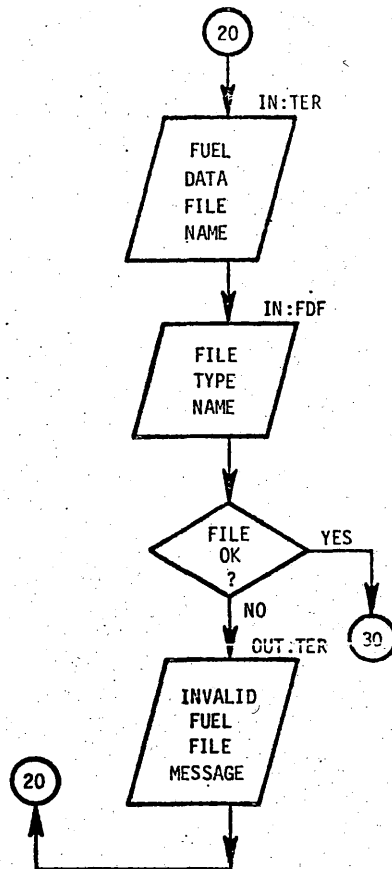 20
IN:TER
FUEL
DATA
FILE
NAME
IN:FDF
FILE
TYPE
NAME
FILE
OK
?
YES
NO
30
OUT:TER
INVALID
FUEL
FILE
MESSAGE
20